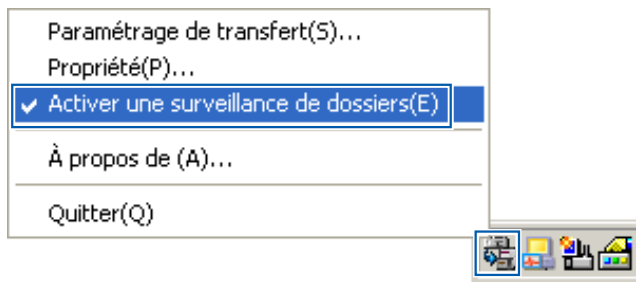 Paramétrage de transfert(S)...
Propriété(P)...
Activer une surveillance de dossiers(E)
À propos de (A)...
Quitter(Q)